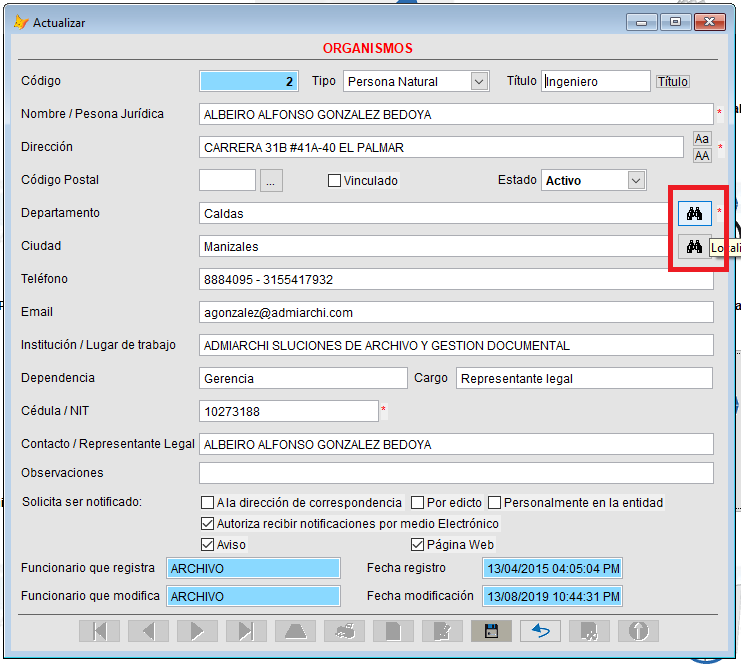 Actualizar
ORGANISMOS
Código 2 Tipo Persona Natural Título Ingeniero Título
Nombre / Pesona Jurídica ALBEIRO ALFONSO GONZALEZ BEDOYA *
Dirección CARRERA 31B #41A-40 EL PALMAR Aa *
AA
Código Postal ... Vinculado Estado Activo
Departamento Caldas *
Ciudad Manizales Locali
Teléfono 8884095 - 3155417932
Email agonzalez@admiarchi.com
Institución / Lugar de trabajo ADMIARCHI SLUCIONES DE ARCHIVO Y GESTION DOCUMENTAL
Dependencia Gerencia Cargo Representante legal
Cédula / NIT 10273188 *
Contacto / Representante Legal ALBEIRO ALFONSO GONZALEZ BEDOYA
Observaciones
Solicita ser notificado: A la dirección de correspondencia Por edicto Personalmente en la entidad
Autoriza recibir notificaciones por medio Electrónico
Aviso Página Web
Funcionario que registra ARCHIVO Fecha registro 13/04/2015 04:05:04 PM
Funcionario que modifica ARCHIVO Fecha modificación 13/08/2019 10:44:31 PM